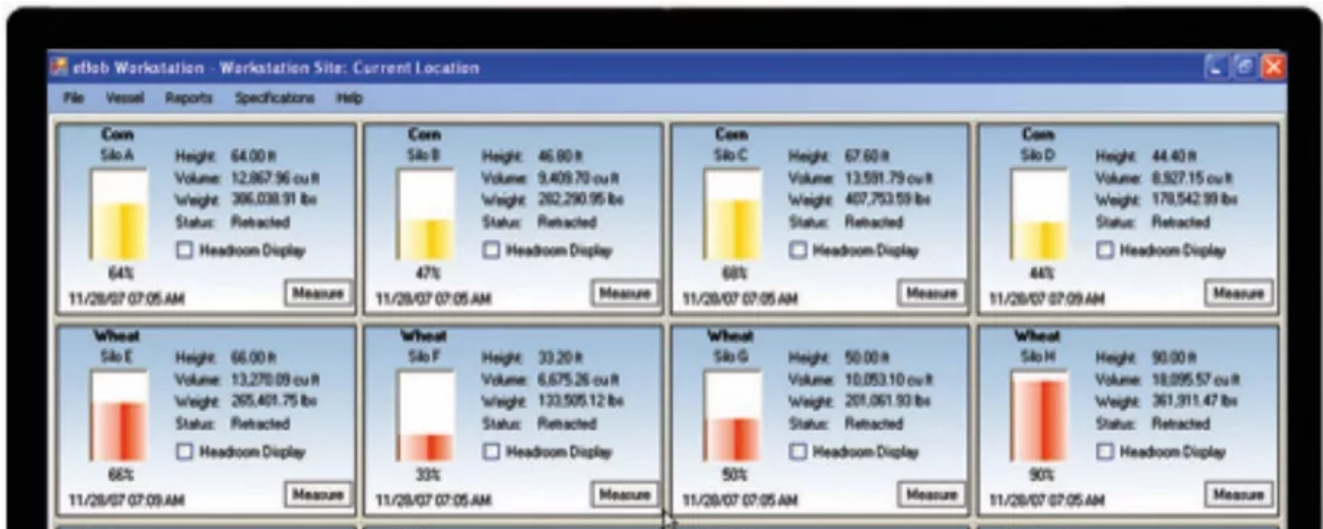 eBob Workstation - Workstation Site: Current Location
File Vessel Reports Specifications Help
Corn
Silo A
Height: 64.00 ft
Volume: 12,867.96 cu ft
Weight: 386,038.91 lbs
Status: Retracted
Headroom Display
64%
11/28/07 07:05 AM
Measure
Corn
Silo B
Height: 46.80 ft
Volume: 9,409.70 cu ft
Weight: 282,290.95 lbs
Status: Retracted
Headroom Display
47%
11/28/07 07:05 AM
Measure
Corn
Silo C
Height: 67.60 ft
Volume: 13,591.79 cu ft
Weight: 407,753.59 lbs
Status: Retracted
Headroom Display
68%
11/28/07 07:05 AM
Measure
Corn
Silo D
Height: 44.40 ft
Volume: 8,927.15 cu ft
Weight: 178,542.99 lbs
Status: Retracted
Headroom Display
44%
11/28/07 07:09 AM
Measure
Wheat
Silo E
Height: 66.00 ft
Volume: 13,270.09 cu ft
Weight: 265,401.75 lbs
Status: Retracted
Headroom Display
66%
11/28/07 07:09 AM
Measure
Wheat
Silo F
Height: 33.20 ft
Volume: 6,675.26 cu ft
Weight: 133,505.12 lbs
Status: Retracted
Headroom Display
33%
11/28/07 07:05 AM
Measure
Wheat
Silo G
Height: 50.00 ft
Volume: 10,053.10 cu ft
Weight: 201,061.93 lbs
Status: Retracted
Headroom Display
50%
11/28/07 07:05 AM
Measure
Wheat
Silo H
Height: 90.00 ft
Volume: 18,095.57 cu ft
Weight: 361,911.47 lbs
Status: Retracted
Headroom Display
90%
11/28/07 07:05 AM
Measure